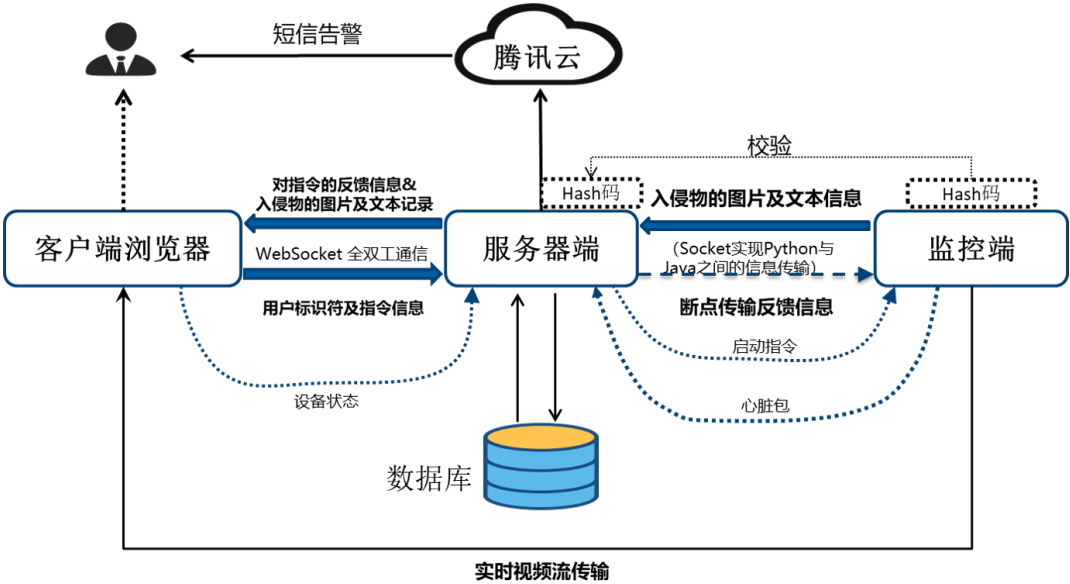 短信告警
腾讯云
校验
Hash码
Hash码
对指令的反馈信息&
入侵物的图片及文本记录
入侵物的图片及文本信息
客户端浏览器
WebSocket 全双工通信
服务器端
（Socket实现Python与
Java之间的信息传输）
监控端
用户标识符及指令信息
断点传输反馈信息
启动指令
设备状态
心脏包
数据库
实时视频流传输